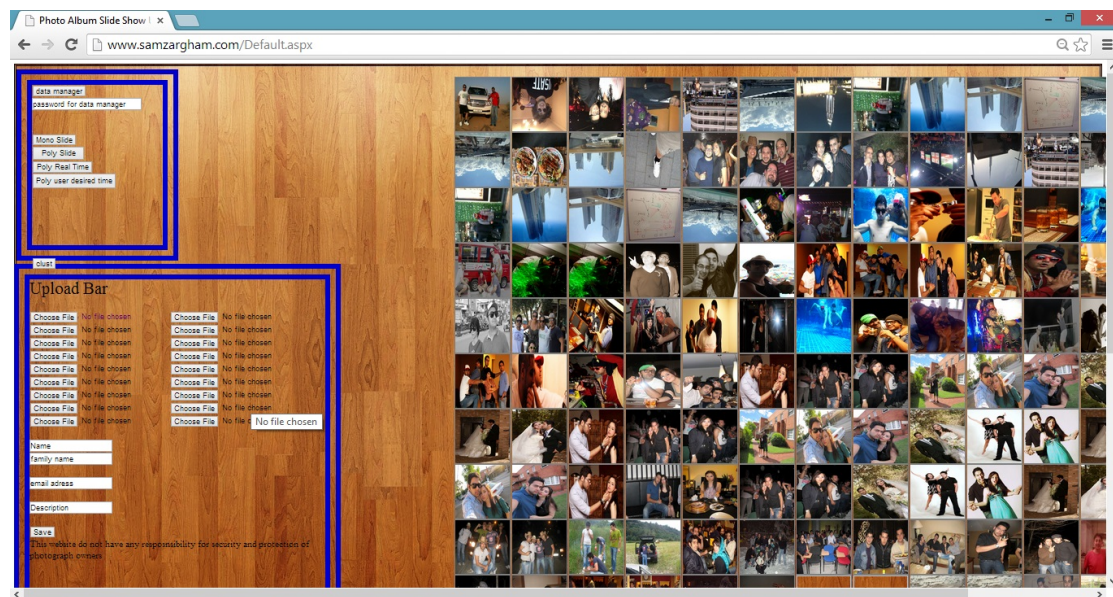 Photo Album Slide Show
www.samzargham.com/Default.aspx
data manager
password for data manager
Mono Slide
Poly Slide
Poly Real Time
Poly user desired time
clust
Upload Bar
Choose File No file chosen Choose File No file chosen
Choose File No file chosen Choose File No file chosen
Choose File No file chosen Choose File No file chosen
Choose File No file chosen Choose File No file chosen
Choose File No file chosen Choose File No file chosen
Choose File No file chosen Choose File No file chosen
Choose File No file chosen Choose File No file chosen
Choose File No file chosen Choose File No file chosen
Choose File No file chosen Choose File No file
No file chosen
Name
family name
email adress
Description
Save
This website do not have any responsibility for security and protection of
photograph owners